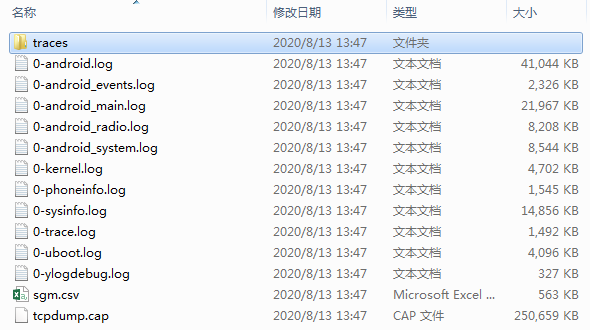 名称 修改日期 类型 大小
traces 2020/8/13 13:47 文件夹
0-android.log 2020/8/13 13:47 文本文档 41,044 KB
0-android_events.log 2020/8/13 13:47 文本文档 2,326 KB
0-android_main.log 2020/8/13 13:47 文本文档 21,967 KB
0-android_radio.log 2020/8/13 13:47 文本文档 8,208 KB
0-android_system.log 2020/8/13 13:47 文本文档 8,544 KB
0-kernel.log 2020/8/13 13:47 文本文档 4,702 KB
0-phoneinfo.log 2020/8/13 13:47 文本文档 1,545 KB
0-sysinfo.log 2020/8/13 13:47 文本文档 14,856 KB
0-trace.log 2020/8/13 13:47 文本文档 1,492 KB
0-uboot.log 2020/8/13 13:47 文本文档 4,096 KB
0-ylogdebug.log 2020/8/13 13:47 文本文档 327 KB
sgm.csv 2020/8/13 13:47 Microsoft Excel ... 563 KB
tcpdump.cap 2020/8/13 13:47 CAP 文件 250,659 KB